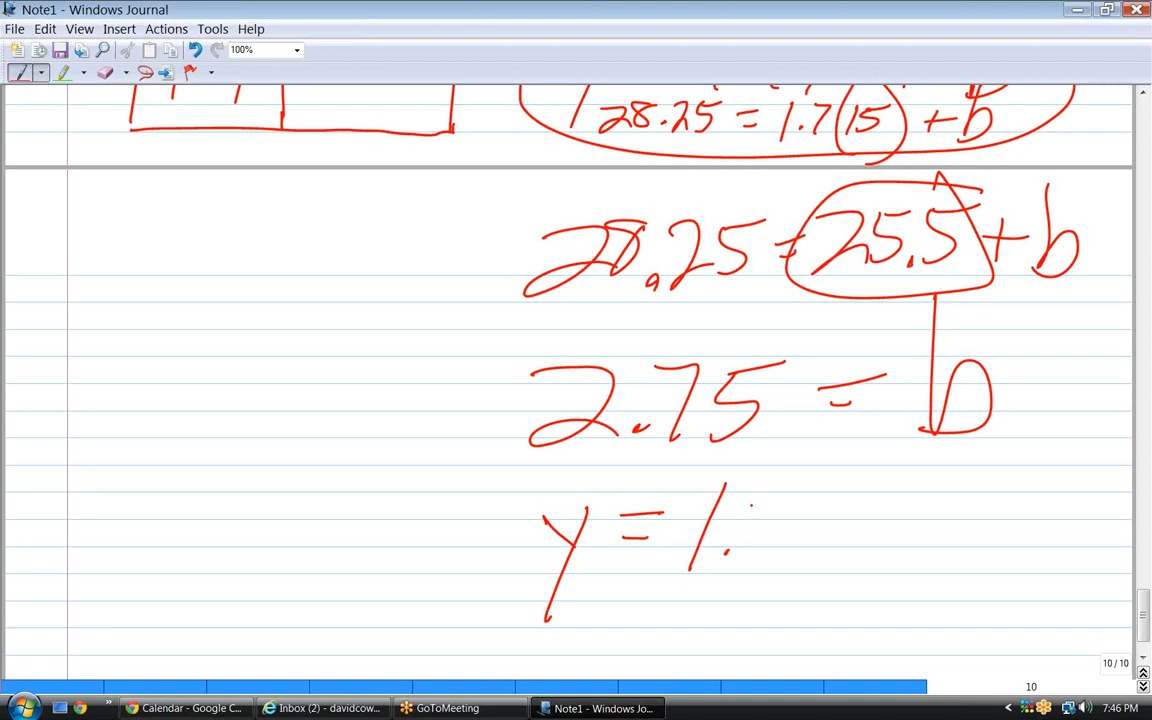 Note1 - Windows Journal
File Edit View Insert Actions Tools Help
100%
28.25 = 1.7(15) + b
28.25 = 25.5 + b
2.75 = b
y = 1.
10/10
10
Calendar - Google C...
Inbox (2) - davidcow...
GoToMeeting
Note1 - Windows Jo...
7:46 PM